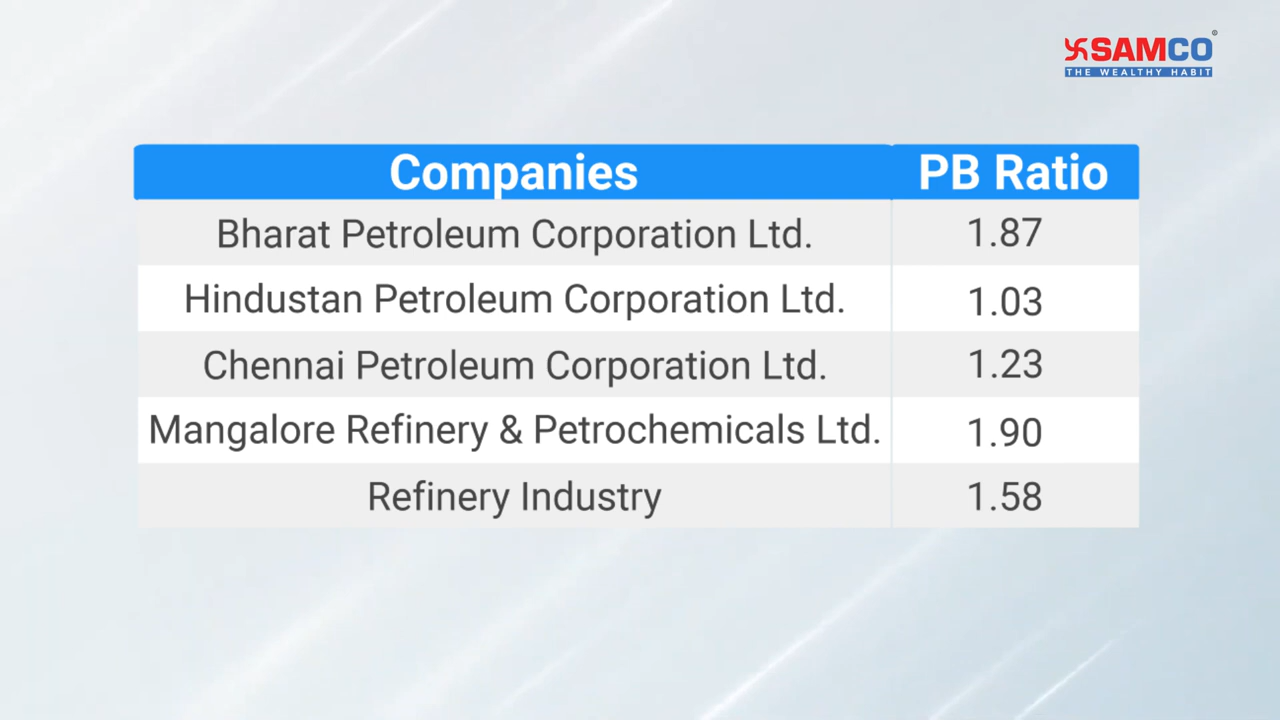 SAMCO
THE WEALTHY HABIT
Companies PB Ratio
Bharat Petroleum Corporation Ltd. 1.87
Hindustan Petroleum Corporation Ltd. 1.03
Chennai Petroleum Corporation Ltd. 1.23
Mangalore Refinery & Petrochemicals Ltd. 1.90
Refinery Industry 1.58